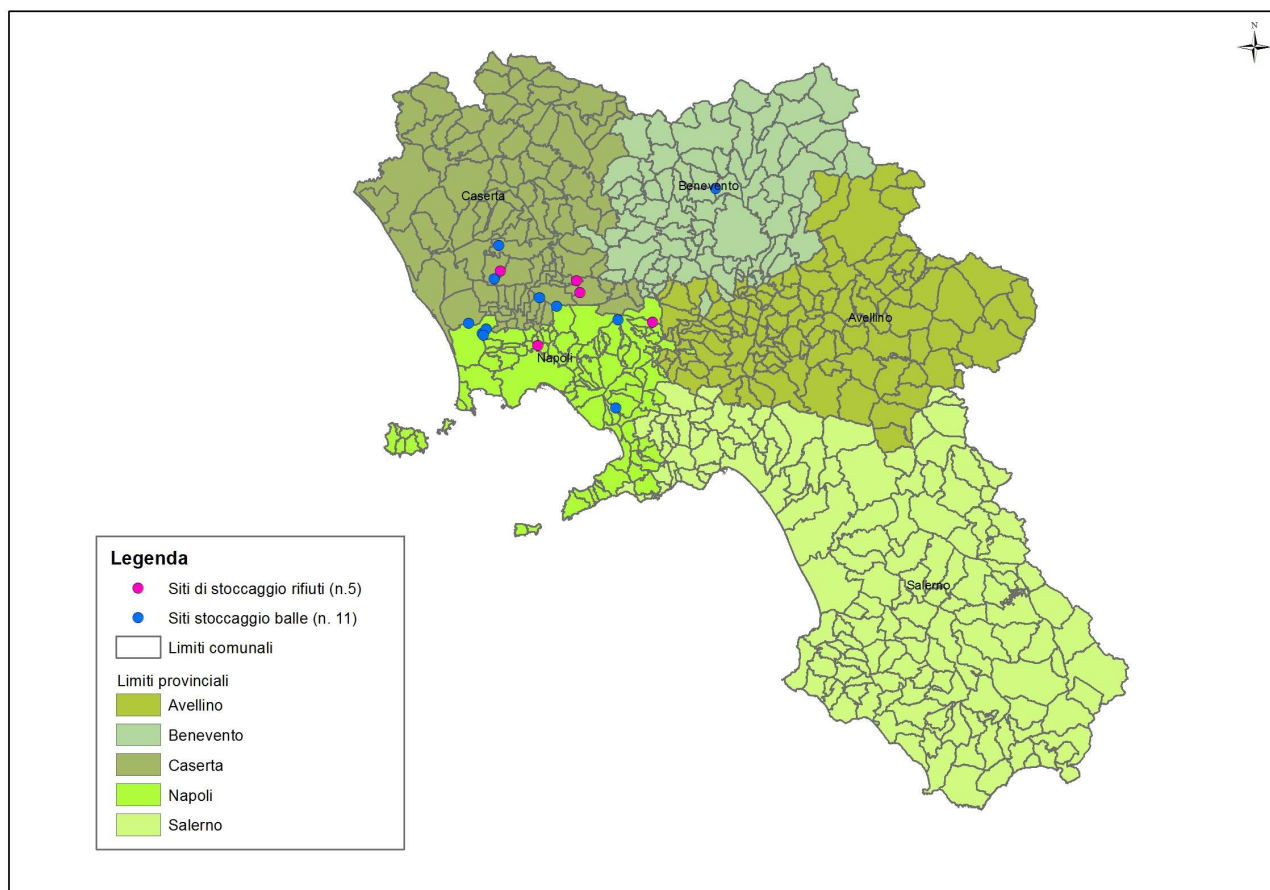 N
Benevento
Caserta
Avellino
Napoli
Salerno
Legenda
Siti di stoccaggio rifiuti (n.5)
Siti stoccaggio balle (n. 11)
Limiti comunali
Limiti provinciali
Avellino
Benevento
Caserta
Napoli
Salerno